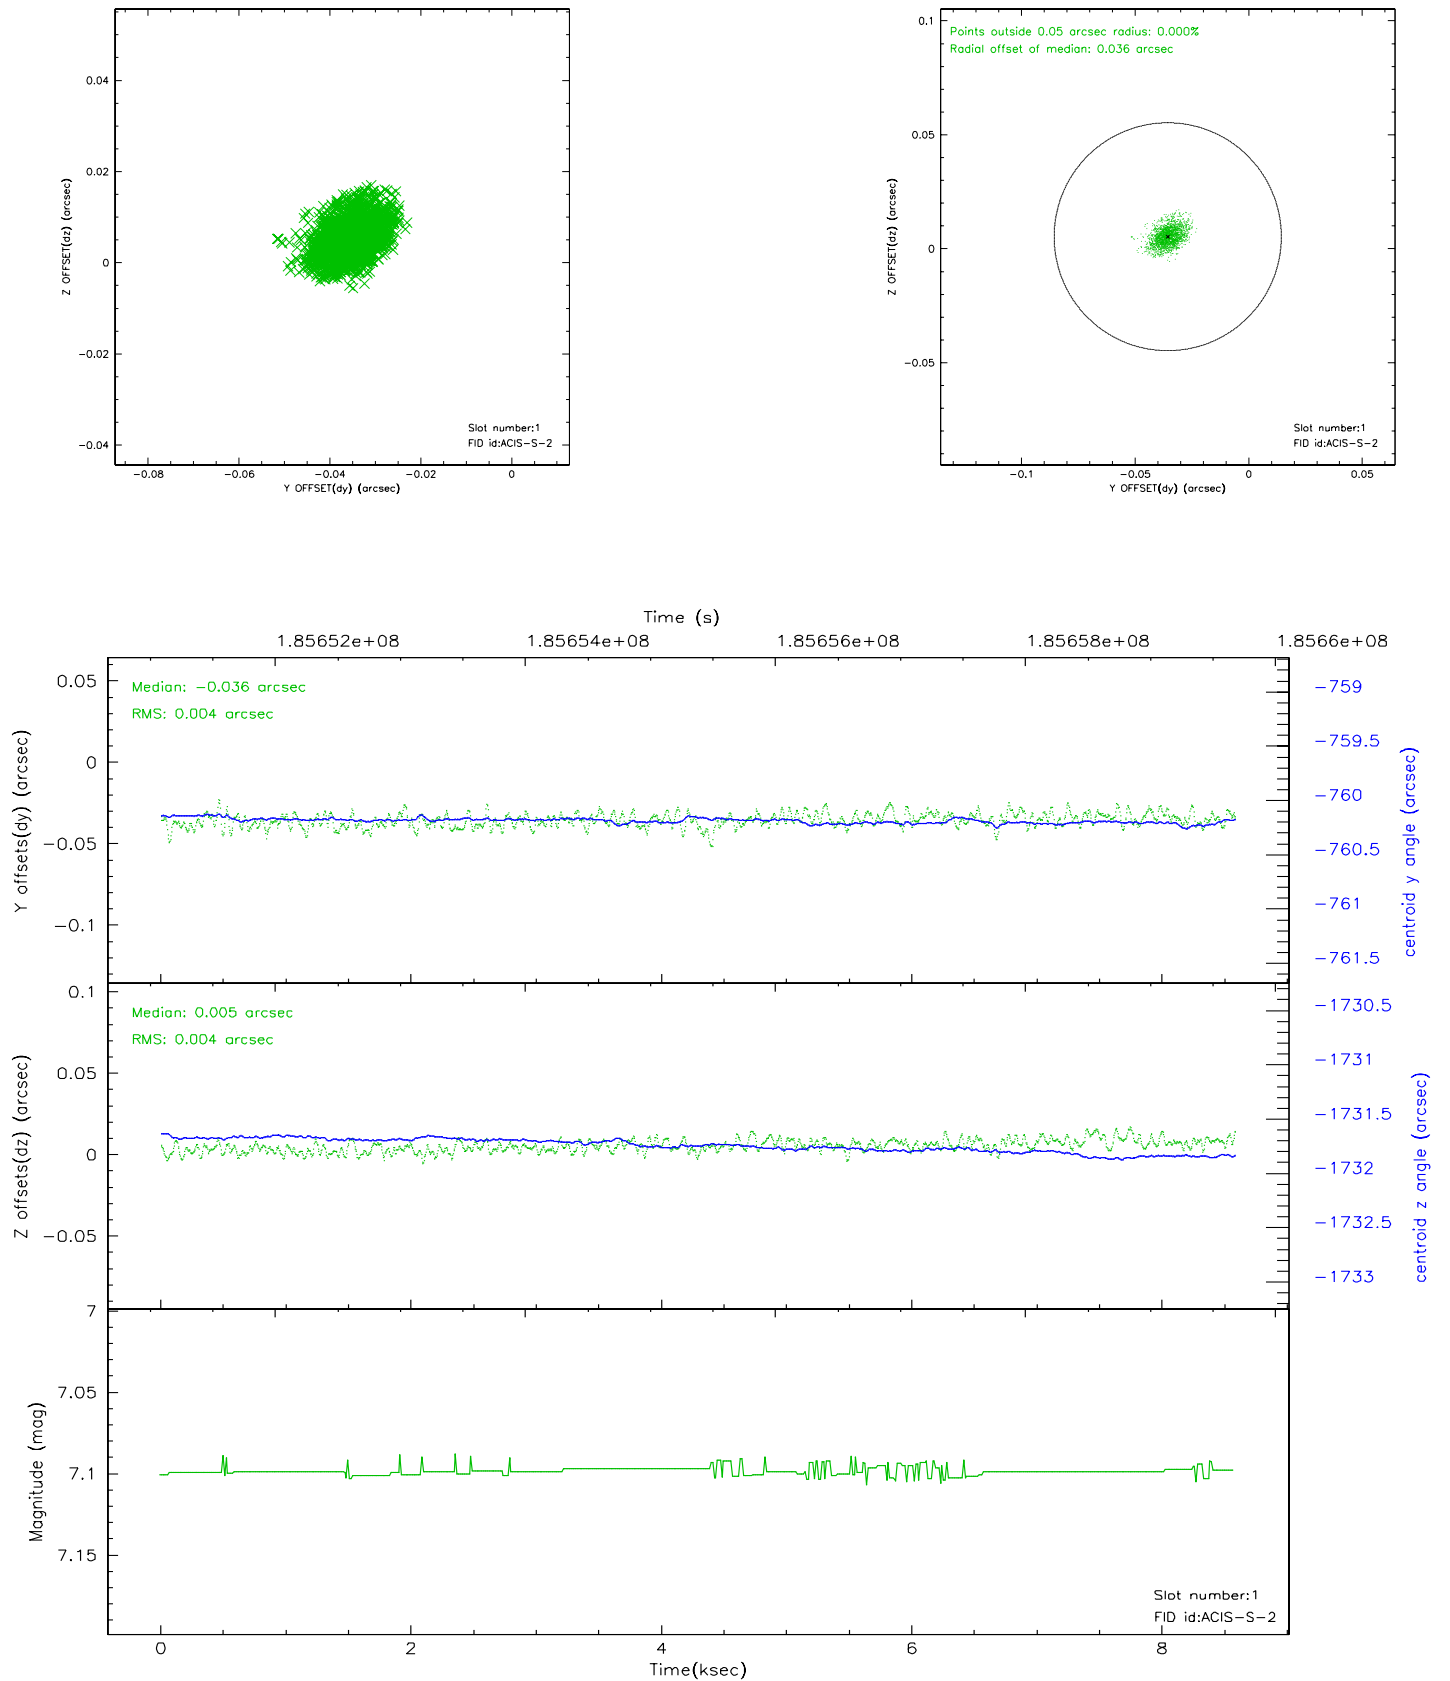 0.04
0.02
0
-0.02
-0.04
Z OFFSET(dz) (arcsec)
Slot number:1
FID id:ACIS-S-2
-0.08 -0.06 -0.04 -0.02 0
Y OFFSET(dy) (arcsec)
0.1
0.05
0
-0.05
Z OFFSET(dz) (arcsec)
Points outside 0.05 arcsec radius: 0.000%
Radial offset of median: 0.036 arcsec
Slot number:1
FID id:ACIS-S-2
-0.1 -0.05 0 0.05
Y OFFSET(dy) (arcsec)
Time (s)
1.85652e+08 1.85654e+08 1.85656e+08 1.85658e+08 1.8566e+08
0.05
0
-0.05
-0.1
Y offsets(dy) (arcsec)
Median: -0.036 arcsec
RMS: 0.004 arcsec
-759
-759.5
-760
-760.5
-761
-761.5
centroid y angle (arcsec)
0.1
0.05
0
-0.05
Z offsets(dz) (arcsec)
Median: 0.005 arcsec
RMS: 0.004 arcsec
-1730.5
-1731
-1731.5
-1732
-1732.5
-1733
centroid z angle (arcsec)
7
7.05
7.1
7.15
Magnitude (mag)
Slot number:1
FID id:ACIS-S-2
0 2 4 6 8
Time(ksec)